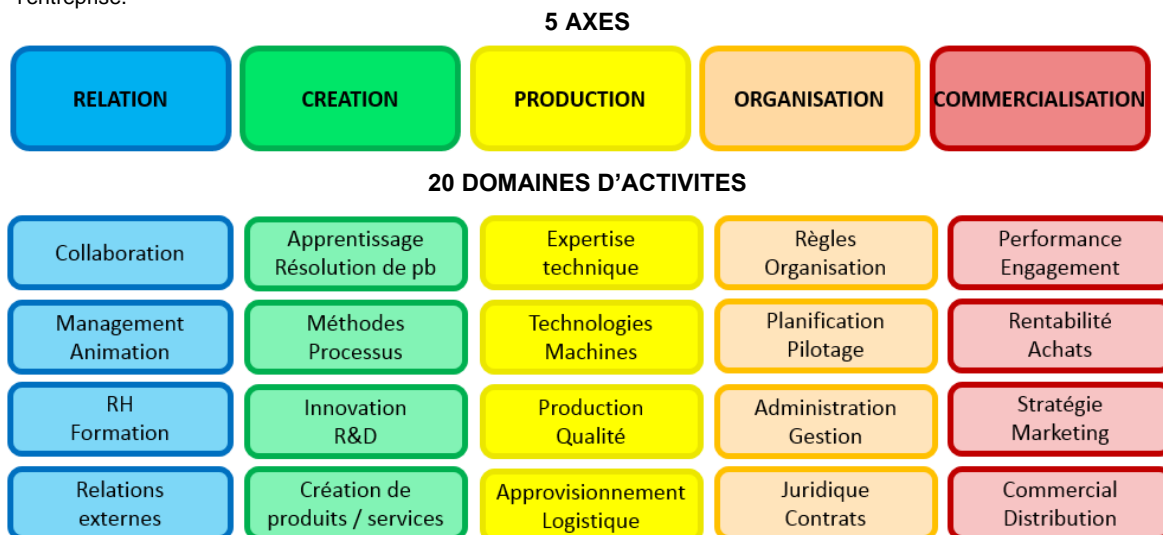 l'entreprise.
5 AXES
RELATION
CREATION
PRODUCTION
ORGANISATION
COMMERCIALISATION
20 DOMAINES D’ACTIVITES
Collaboration
Apprentissage
Résolution de pb
Expertise
technique
Règles
Organisation
Performance
Engagement
Management
Animation
Méthodes
Processus
Technologies
Machines
Planification
Pilotage
Rentabilité
Achats
RH
Formation
Innovation
R&D
Production
Qualité
Administration
Gestion
Stratégie
Marketing
Relations
externes
Création de
produits / services
Approvisionnement
Logistique
Juridique
Contrats
Commercial
Distribution